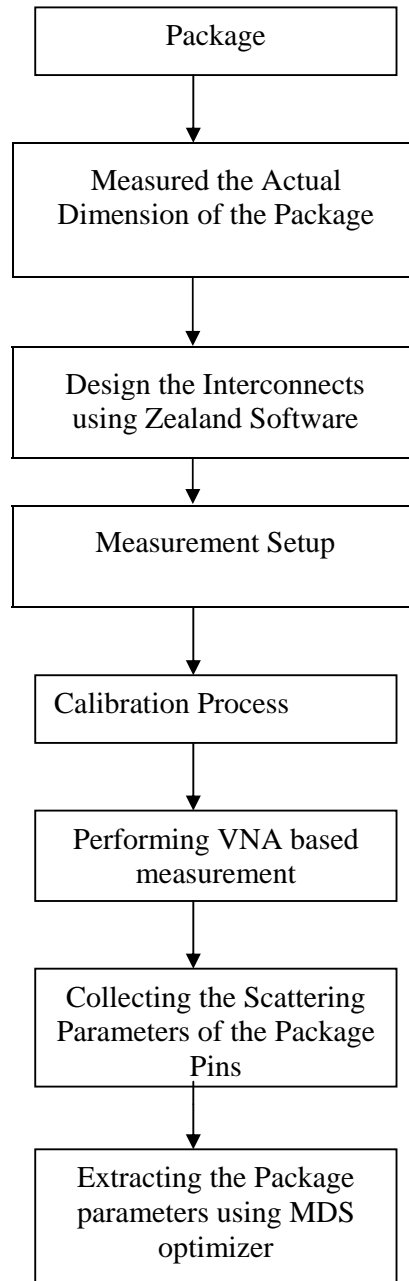 Package
Measured the Actual
Dimension of the Package
Design the Interconnects
using Zealand Software
Measurement Setup
Calibration Process
Performing VNA based
measurement
Collecting the Scattering
Parameters of the Package
Pins
Extracting the Package
parameters using MDS
optimizer